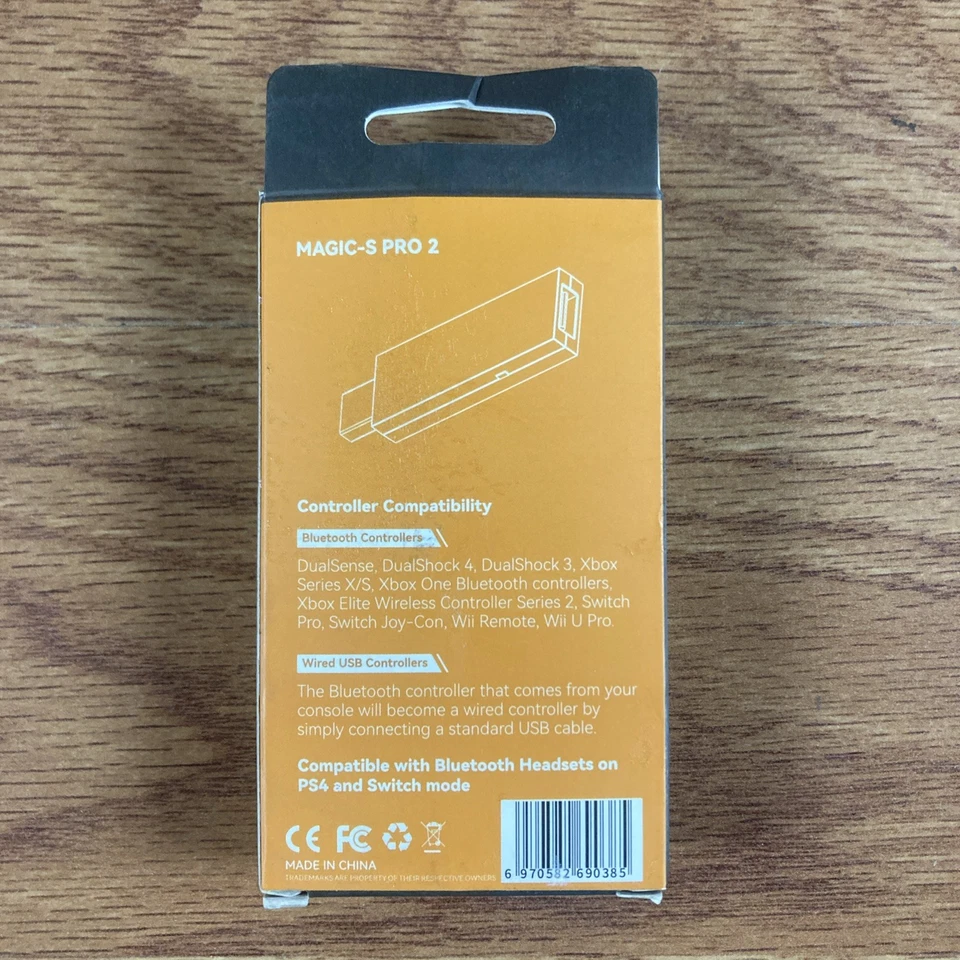 MAGIC-S PRO 2
Controller Compatibility
Bluetooth Controllers
DualSense, DualShock 4, DualShock 3, Xbox
Series X/S, Xbox One Bluetooth controllers,
Xbox Elite Wireless Controller Series 2, Switch
Pro, Switch Joy-Con, Wii Remote, Wii U Pro.
Wired USB Controllers
The Bluetooth controller that comes from your
console will become a wired controller by
simply connecting a standard USB cable.
Compatible with Bluetooth Headsets on
PS4 and Switch mode
CE FC
MADE IN CHINA
TRADEMARKS ARE PROPERTY OF THEIR RESPECTIVE OWNERS
6 970582 690385